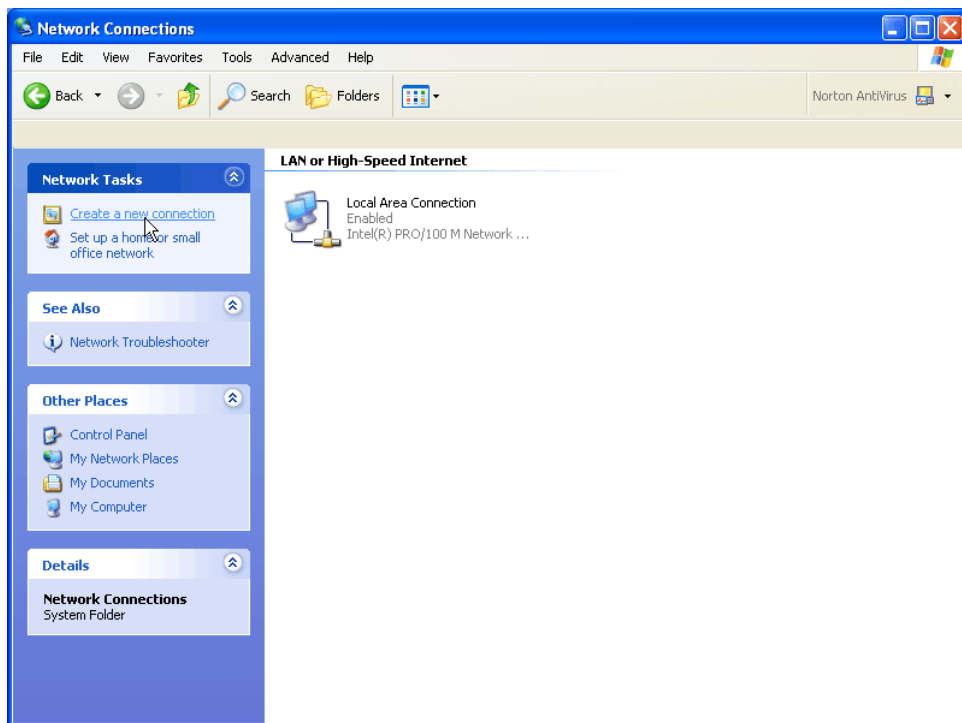 Network Connections
File Edit View Favorites Tools Advanced Help
Back Search Folders Norton AntiVirus
Network Tasks
Create a new connection
Set up a home or small
office network
See Also
Network Troubleshooter
Other Places
Control Panel
My Network Places
My Documents
My Computer
Details
Network Connections
System Folder
LAN or High-Speed Internet
Local Area Connection
Enabled
Intel(R) PRO/100 M Network ...